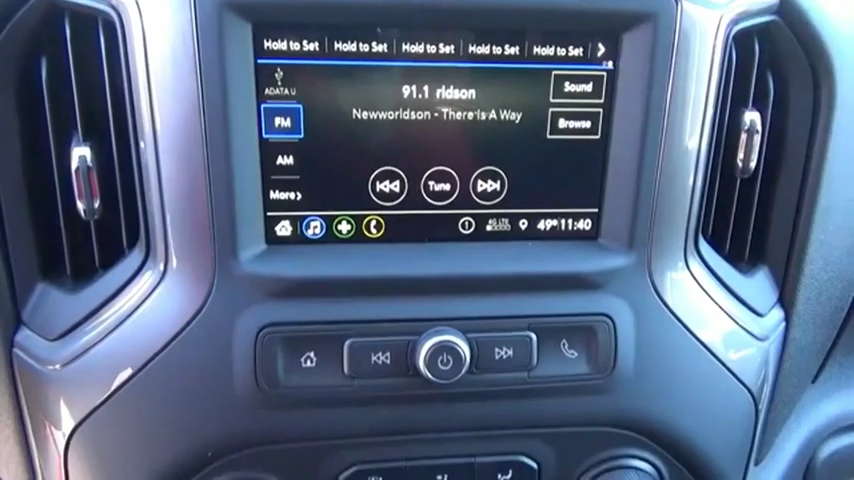 Hold to Set Hold to Set Hold to Set Hold to Set Hold to Set
ADATA U
91.1 ridson
Sound
FM
Newworldson - There Is A Way
Browse
AM
Tune
More
1 4G LTE 49° 11:40